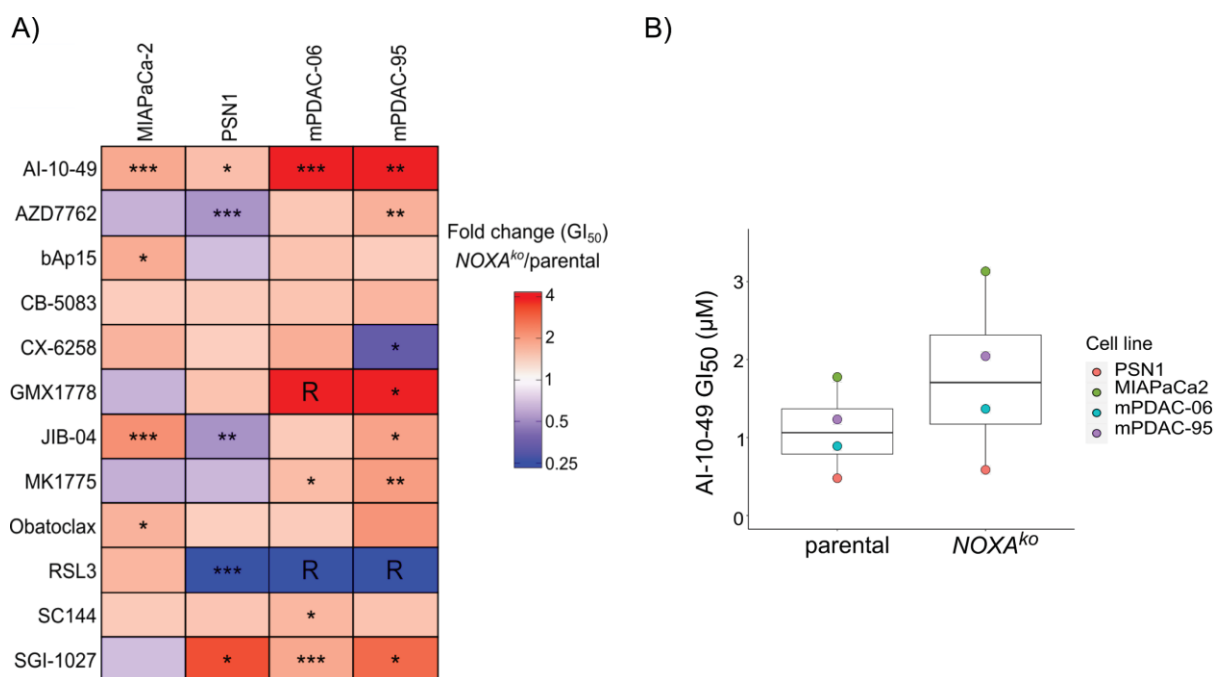 A)
MIAPaCa-2 PSN1 mPDAC-06 mPDAC-95
AI-10-49 *** * *** **
AZD7762 *** **
bAp15 *
CB-5083
CX-6258 *
GMX1778 R *
JIB-04 *** ** *
MK1775 * **
Obatoclax *
RSL3 *** R R
SC144 *
SGI-1027 * *** *
Fold change (GI₅₀)
NOXAᵏᵒ/parental
4
2
1
0.5
0.25
B)
AI-10-49 GI₅₀ (µM)
3
2
1
0
parental NOXAᵏᵒ
Cell line
PSN1
MIAPaCa2
mPDAC-06
mPDAC-95